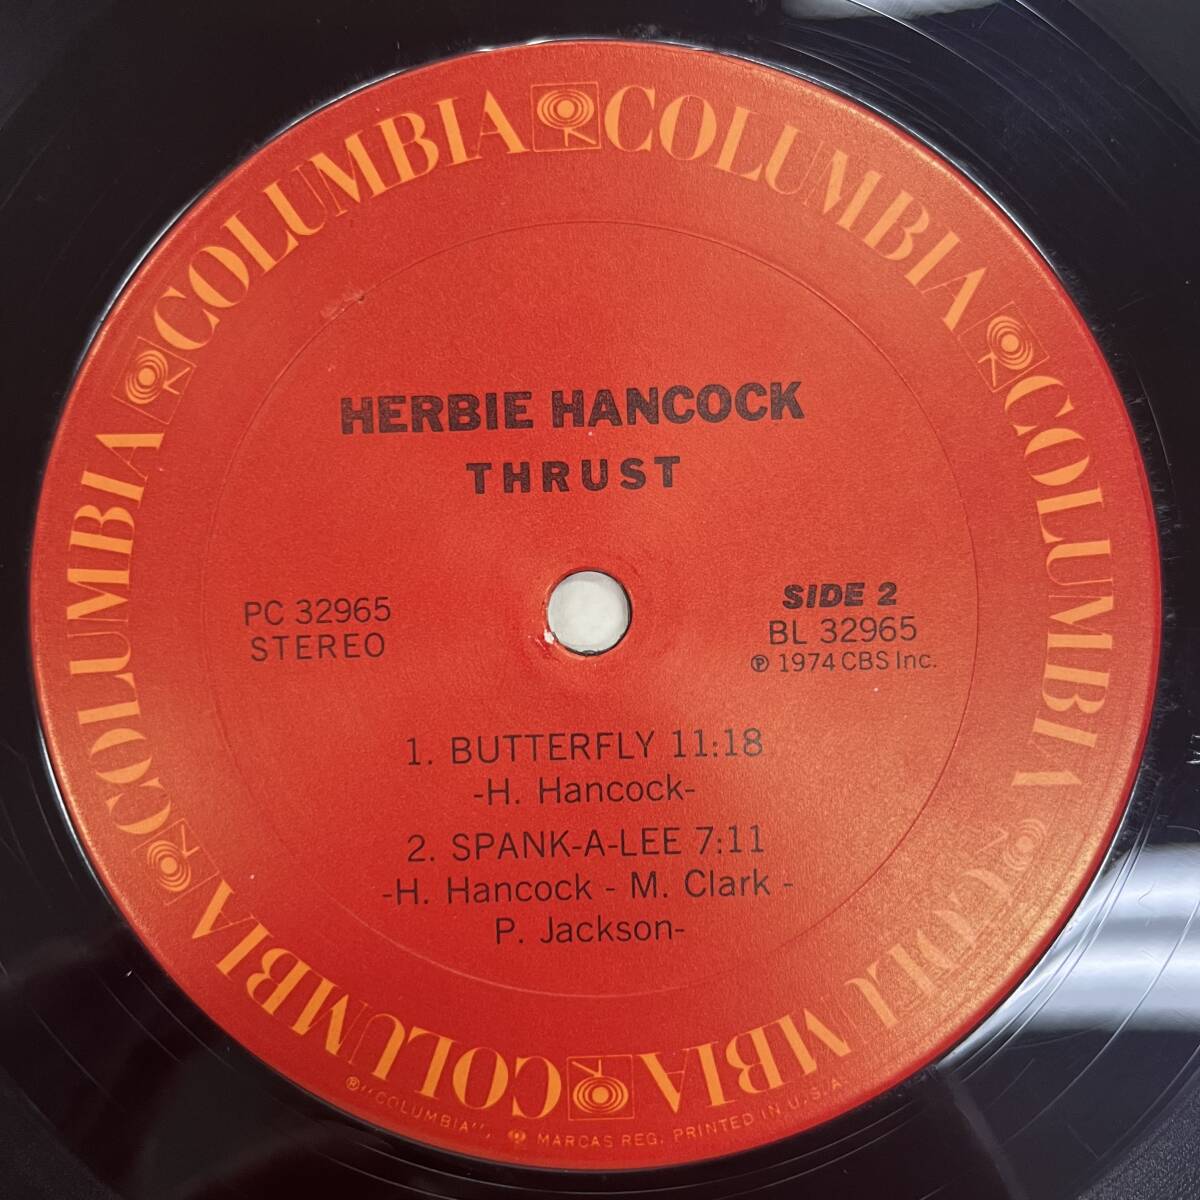 COLUMBIA COLUMBIA COLUMBIA COLUMBIA COLUMBIA COLUMBIA
HERBIE HANCOCK
THRUST
PC 32965
STEREO
SIDE 2
BL 32965
℗ 1974 CBS Inc.
1. BUTTERFLY 11:18
-H. Hancock-
2. SPANK-A-LEE 7:11
-H. Hancock - M. Clark -
P. Jackson-
® "COLUMBIA", MARCAS REG. PRINTED IN U.S.A.